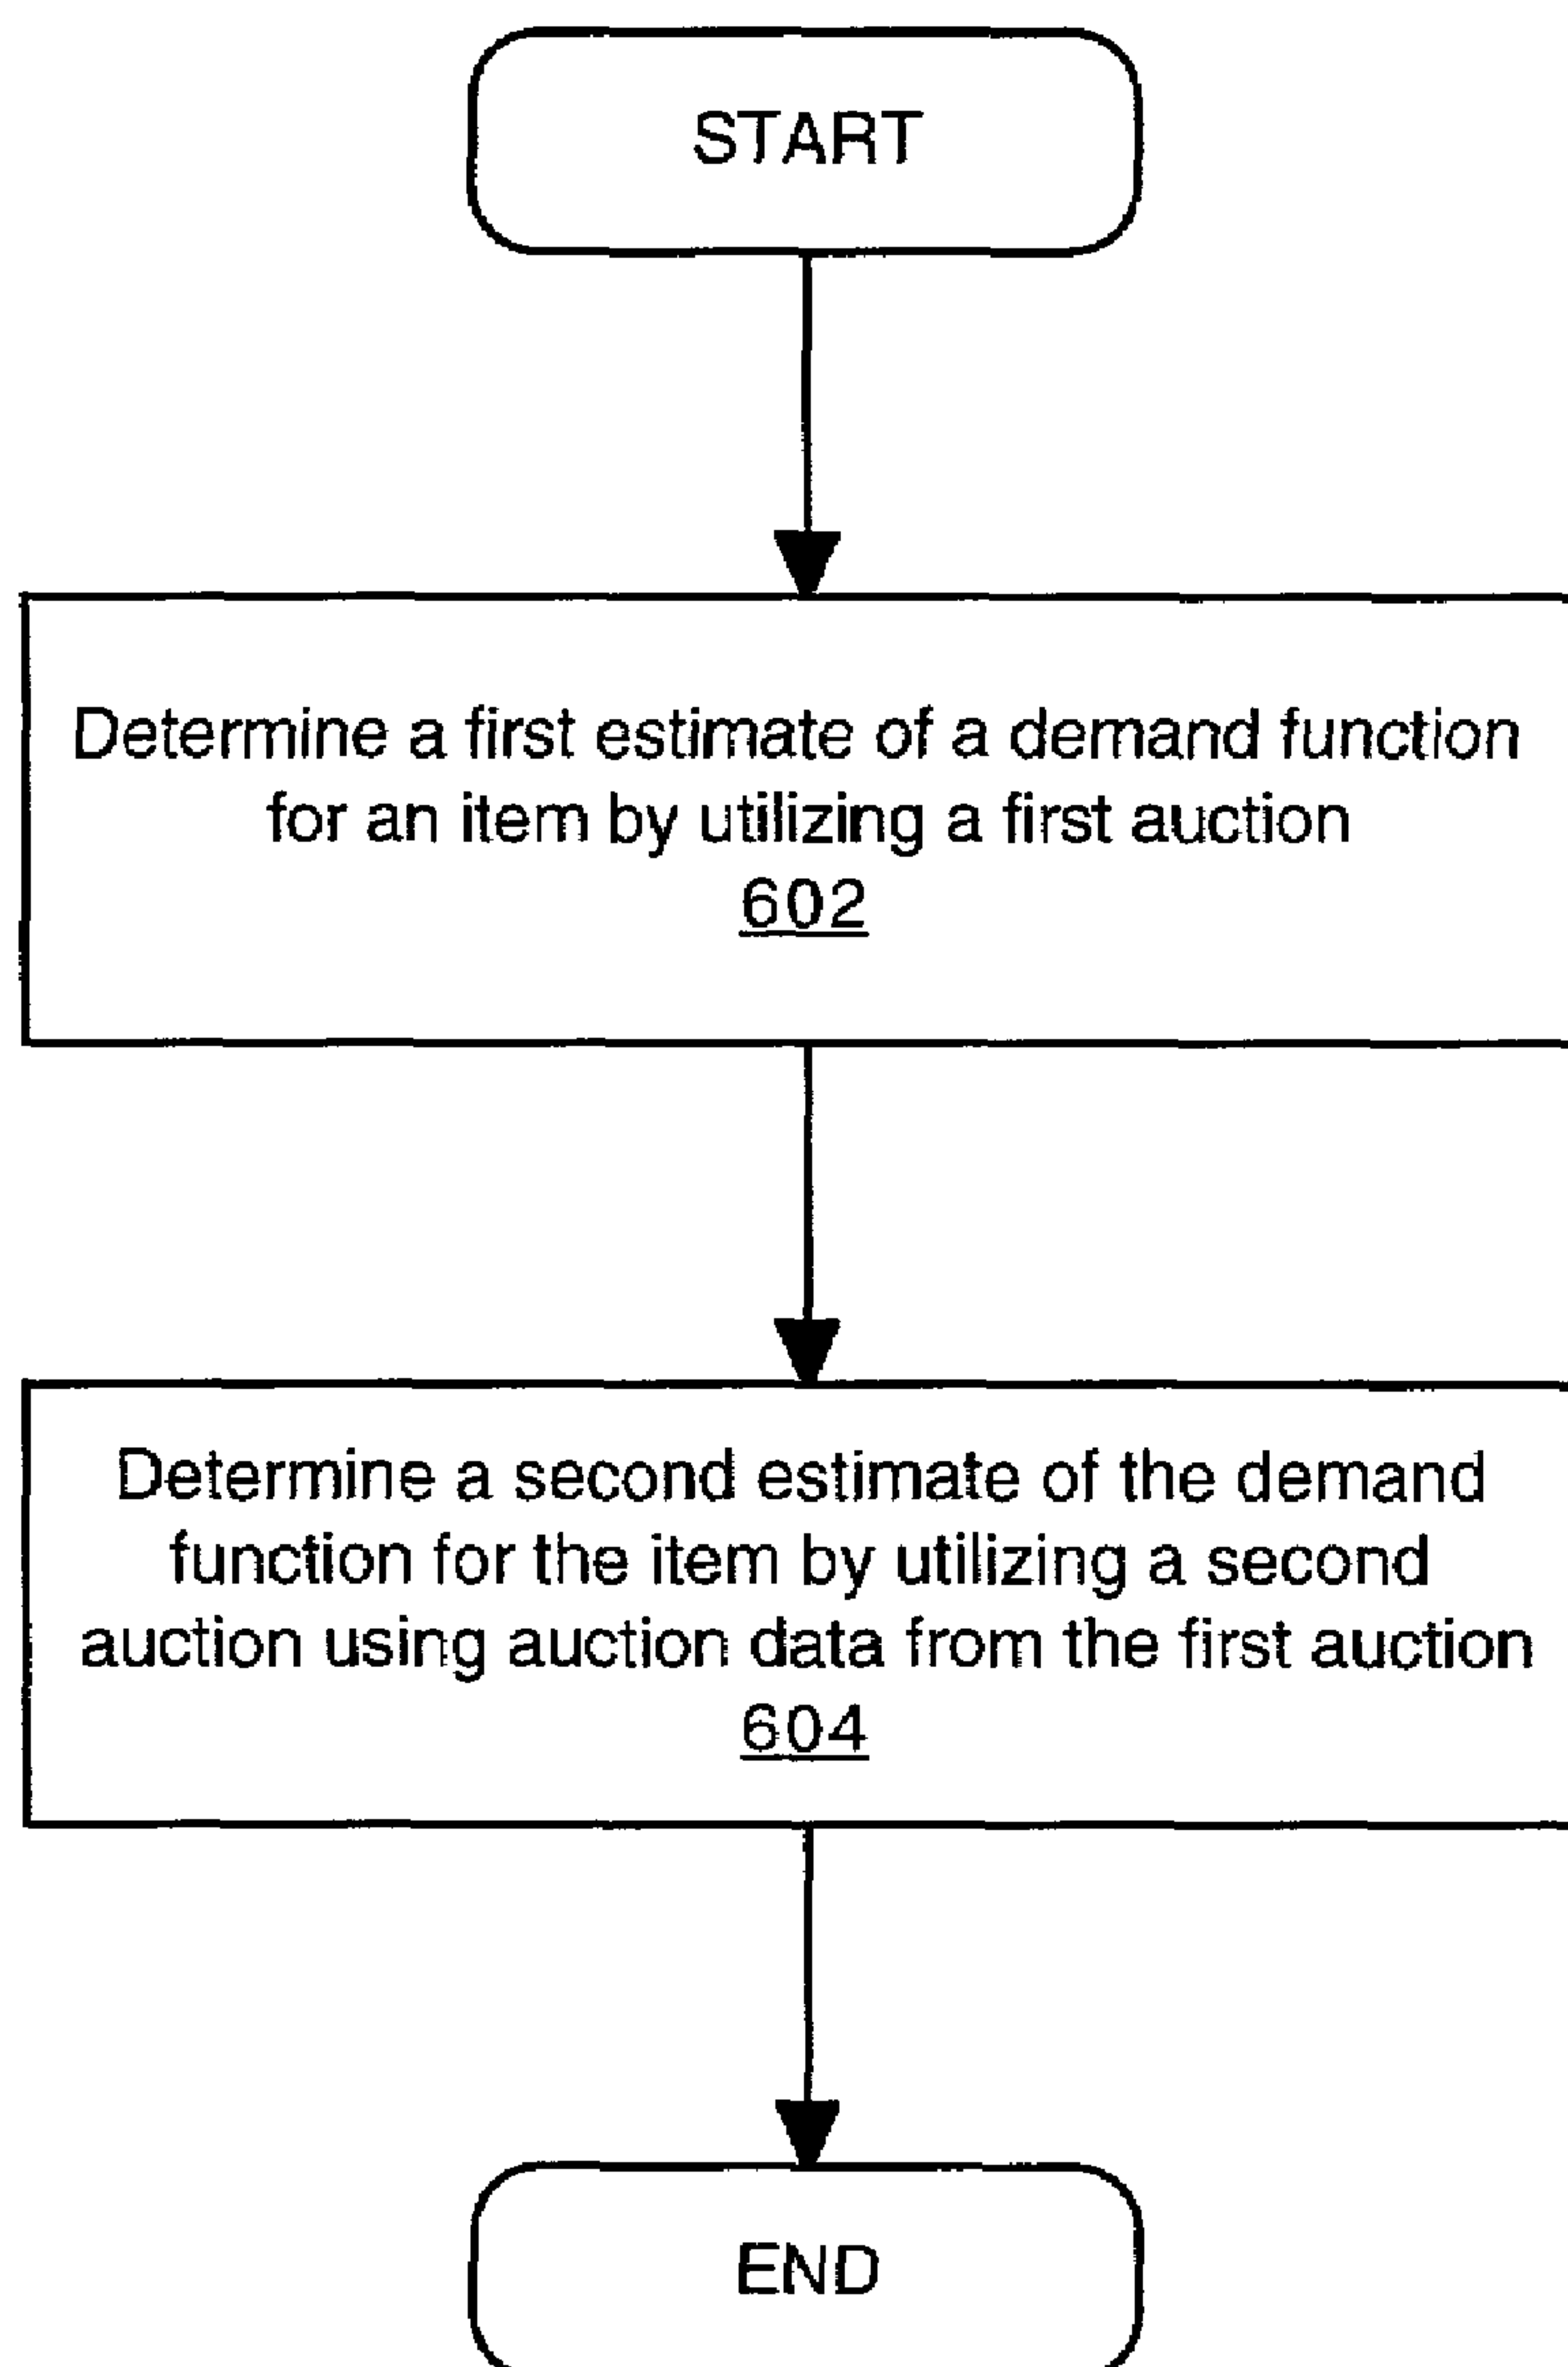 START
Determine a first estimate of a demand function
for an item by utilizing a first auction
602
Determine a second estimate of the demand
function for the item by utilizing a second
auction using auction data from the first auction
604
END